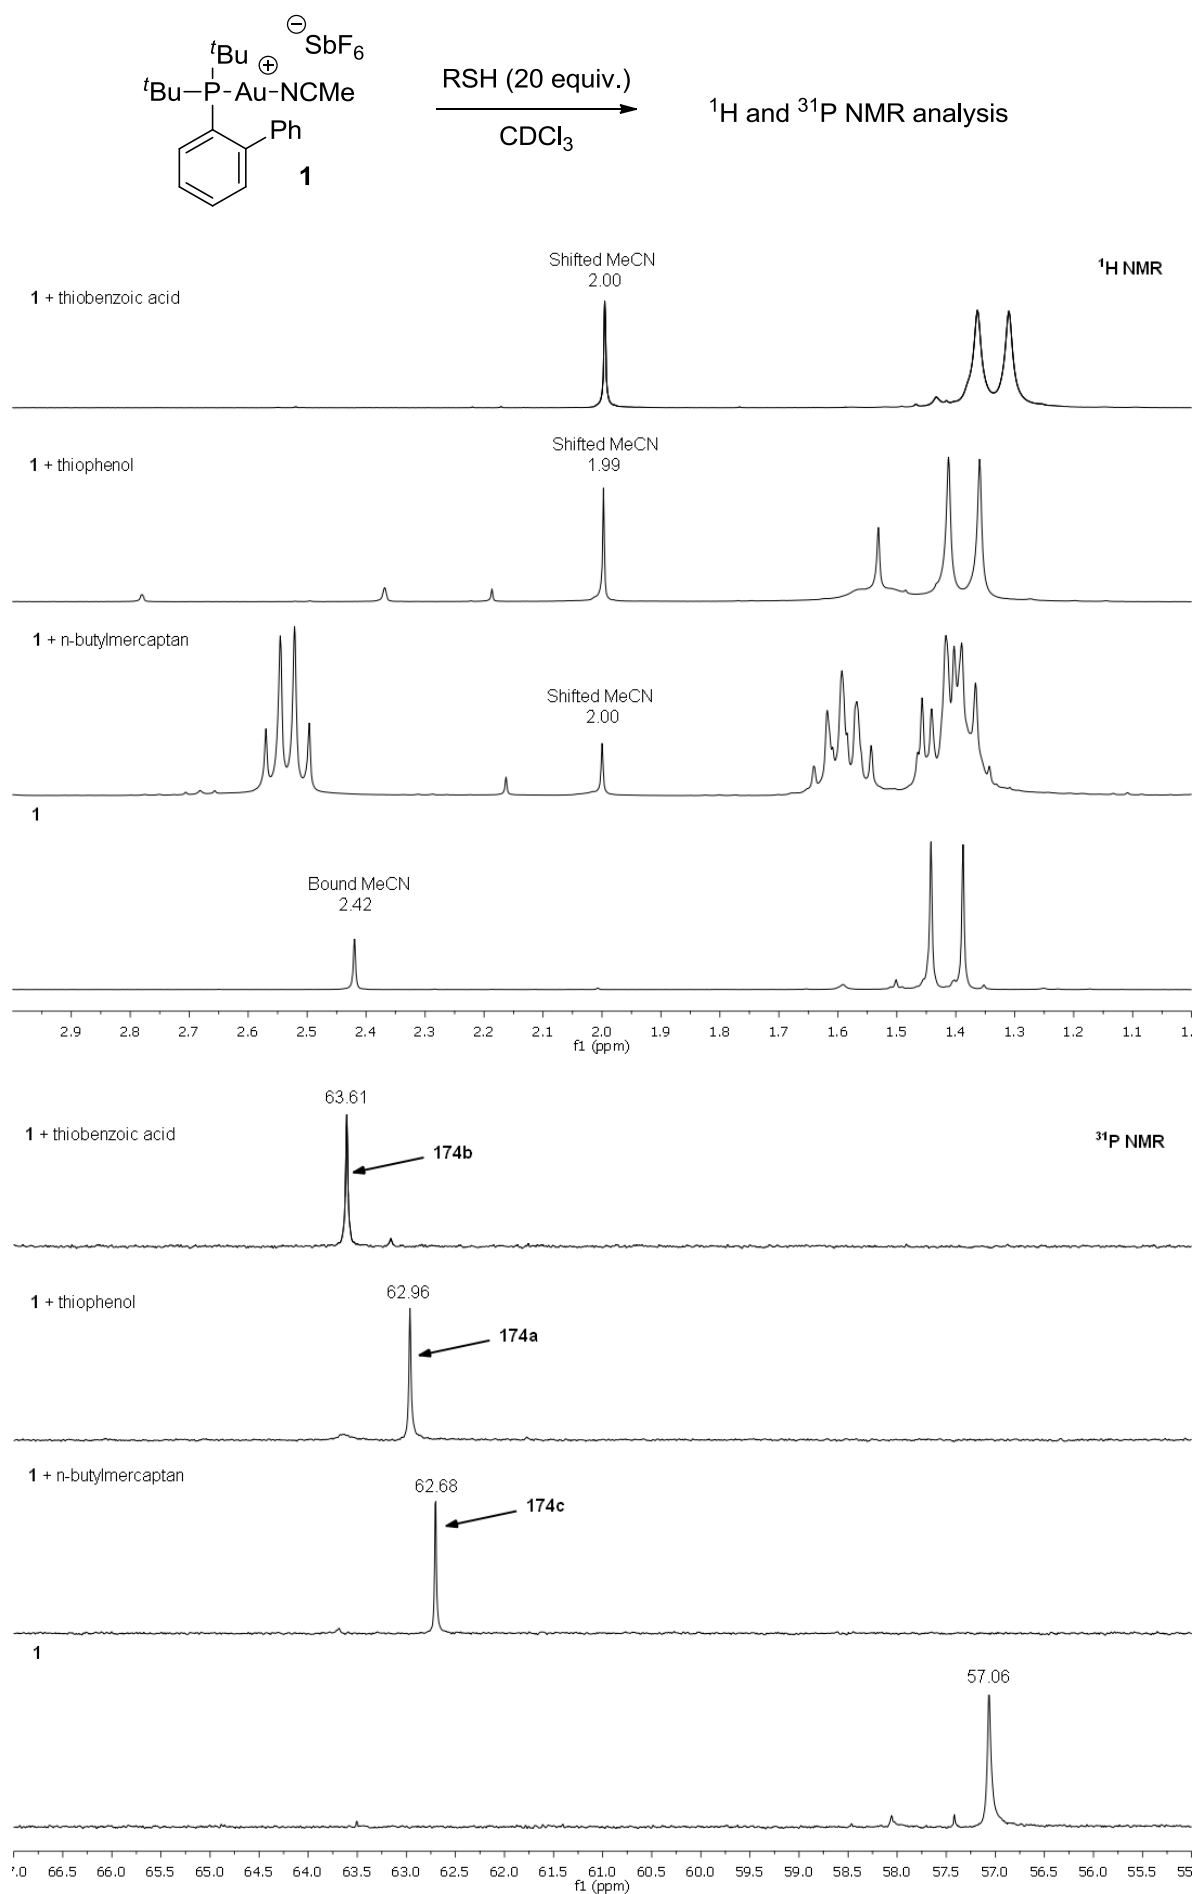 ⊖SbF₆
ᵗBu ⊕
ᵗBu–P–Au–NCMe
Ph
1
RSH (20 equiv.)
CDCl₃
¹H and ³¹P NMR analysis
Shifted MeCN
2.00
¹H NMR
1 + thiobenzoic acid
Shifted MeCN
1.99
1 + thiophenol
1 + n-butylmercaptan
Shifted MeCN
2.00
1
Bound MeCN
2.42
2.9 2.8 2.7 2.6 2.5 2.4 2.3 2.2 2.1 2.0 1.9 1.8 1.7 1.6 1.5 1.4 1.3 1.2 1.1 1.
f1 (ppm)
63.61
1 + thiobenzoic acid
³¹P NMR
174b
62.96
1 + thiophenol
174a
1 + n-butylmercaptan
62.68
174c
1
57.06
7.0 66.5 66.0 65.5 65.0 64.5 64.0 63.5 63.0 62.5 62.0 61.5 61.0 60.5 60.0 59.5 59.0 58.5 58.0 57.5 57.0 56.5 56.0 55.5 55
f1 (ppm)